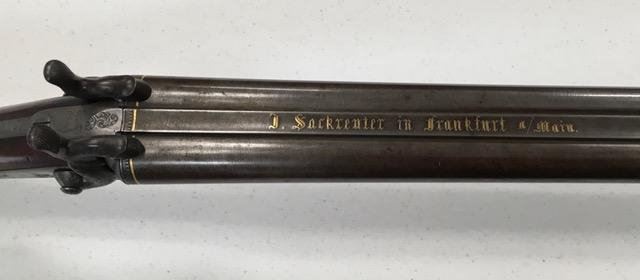 J. Sackreuter in Frankfurt a/Main.